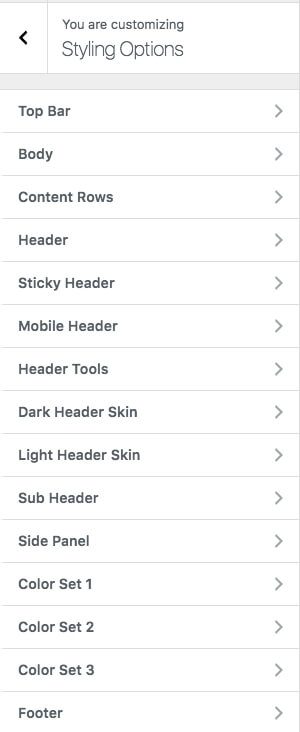 You are customizing
Styling Options
Top Bar
Body
Content Rows
Header
Sticky Header
Mobile Header
Header Tools
Dark Header Skin
Light Header Skin
Sub Header
Side Panel
Color Set 1
Color Set 2
Color Set 3
Footer